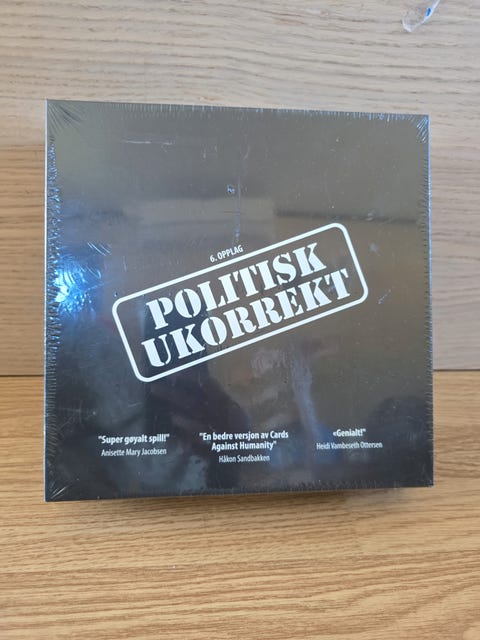 6. OPPLAG
POLITISK
UKORREKT
"Super gøyalt spill!"
Anisette Mary Jacobsen
"En bedre versjon av Cards
Against Humanity"
Håkon Sandbakken
«Genialt!"
Heidi Vambeseth Ottersen